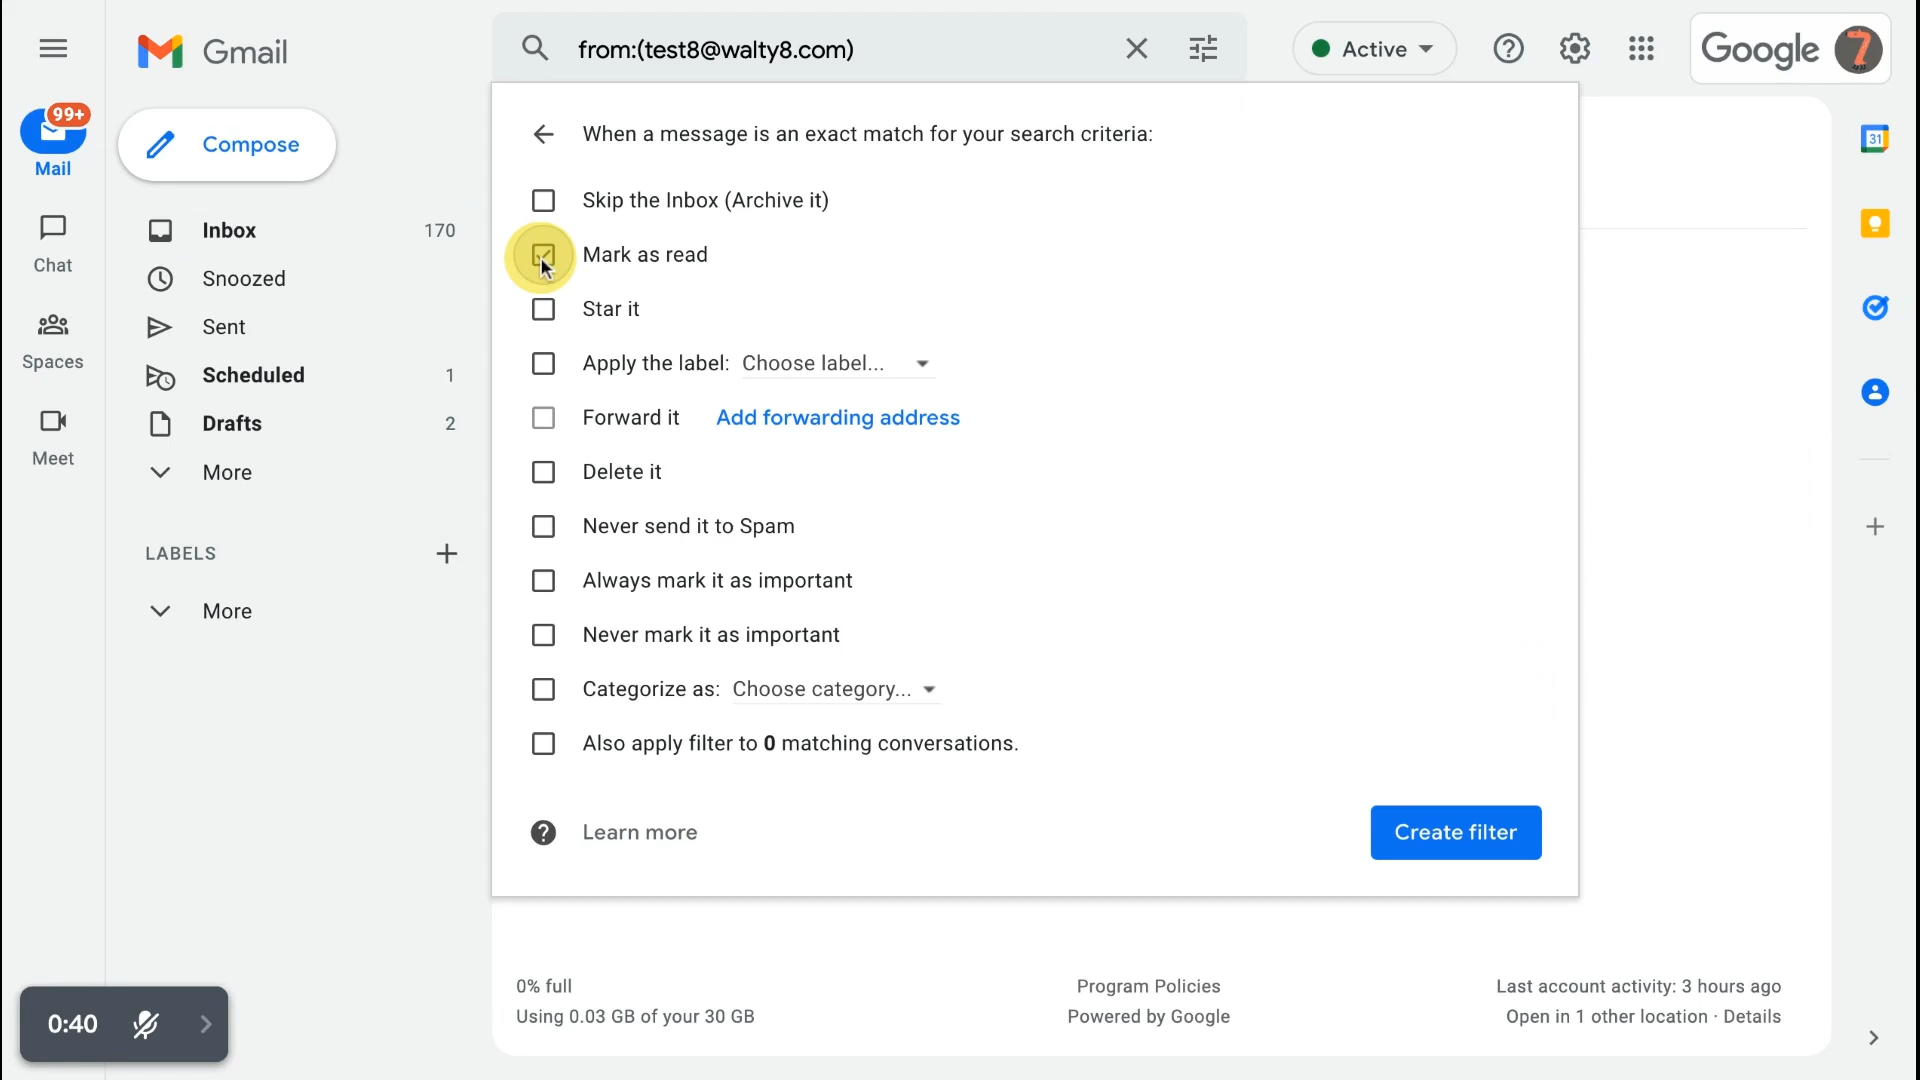 Gmail
from:(test8@walty8.com)
Active
Google
7
99+
Mail
Compose
31
When a message is an exact match for your search criteria:
Skip the Inbox (Archive it)
Inbox 170
Chat
Mark as read
Snoozed
Star it
Sent
Spaces
Apply the label: Choose label...
Scheduled 1
Forward it Add forwarding address
Drafts 2
Meet
More
Delete it
Never send it to Spam
LABELS
Always mark it as important
More
Never mark it as important
Categorize as: Choose category...
Also apply filter to 0 matching conversations.
Learn more
Create filter
0% full
Using 0.03 GB of your 30 GB
Program Policies
Powered by Google
Last account activity: 3 hours ago
Open in 1 other location · Details
0:40